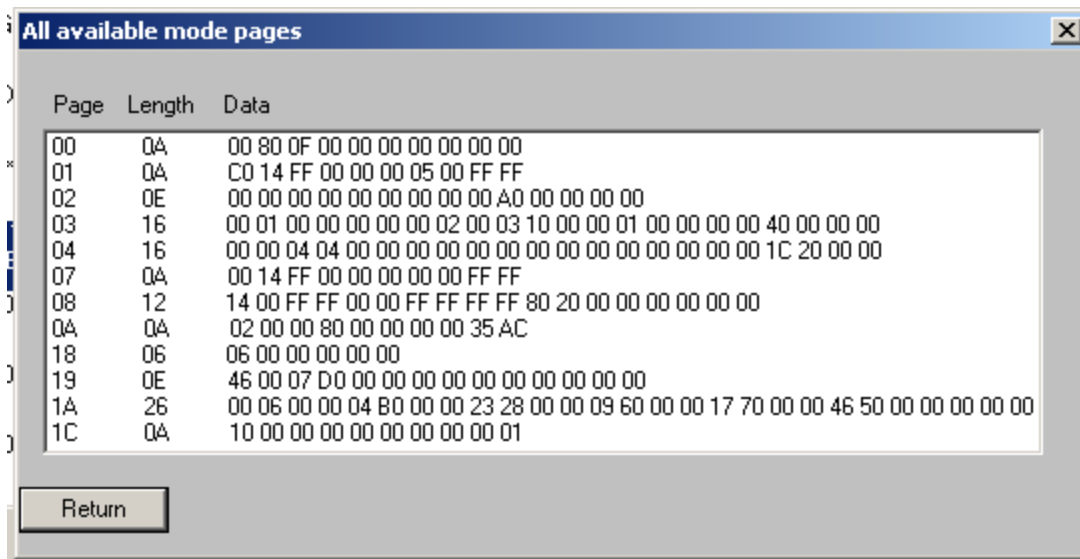 All available mode pages
Page Length Data
00 0A 00 80 0F 00 00 00 00 00 00 00
01 0A C0 14 FF 00 00 00 05 00 FF FF
02 0E 00 00 00 00 00 00 00 00 00 A0 00 00 00 00
03 16 00 01 00 00 00 00 00 02 00 03 10 00 00 01 00 00 00 00 40 00 00 00
04 16 00 00 04 04 00 00 00 00 00 00 00 00 00 00 00 00 00 00 1C 20 00 00
07 0A 00 14 FF 00 00 00 00 00 FF FF
08 12 14 00 FF FF 00 00 FF FF FF FF 80 20 00 00 00 00 00 00
0A 0A 02 00 00 80 00 00 00 00 35 AC
18 06 06 00 00 00 00 00
19 0E 46 00 07 D0 00 00 00 00 00 00 00 00 00 00
1A 26 00 06 00 00 04 B0 00 00 23 28 00 00 09 60 00 00 17 70 00 00 46 50 00 00 00 00 00
1C 0A 10 00 00 00 00 00 00 00 00 01
Return